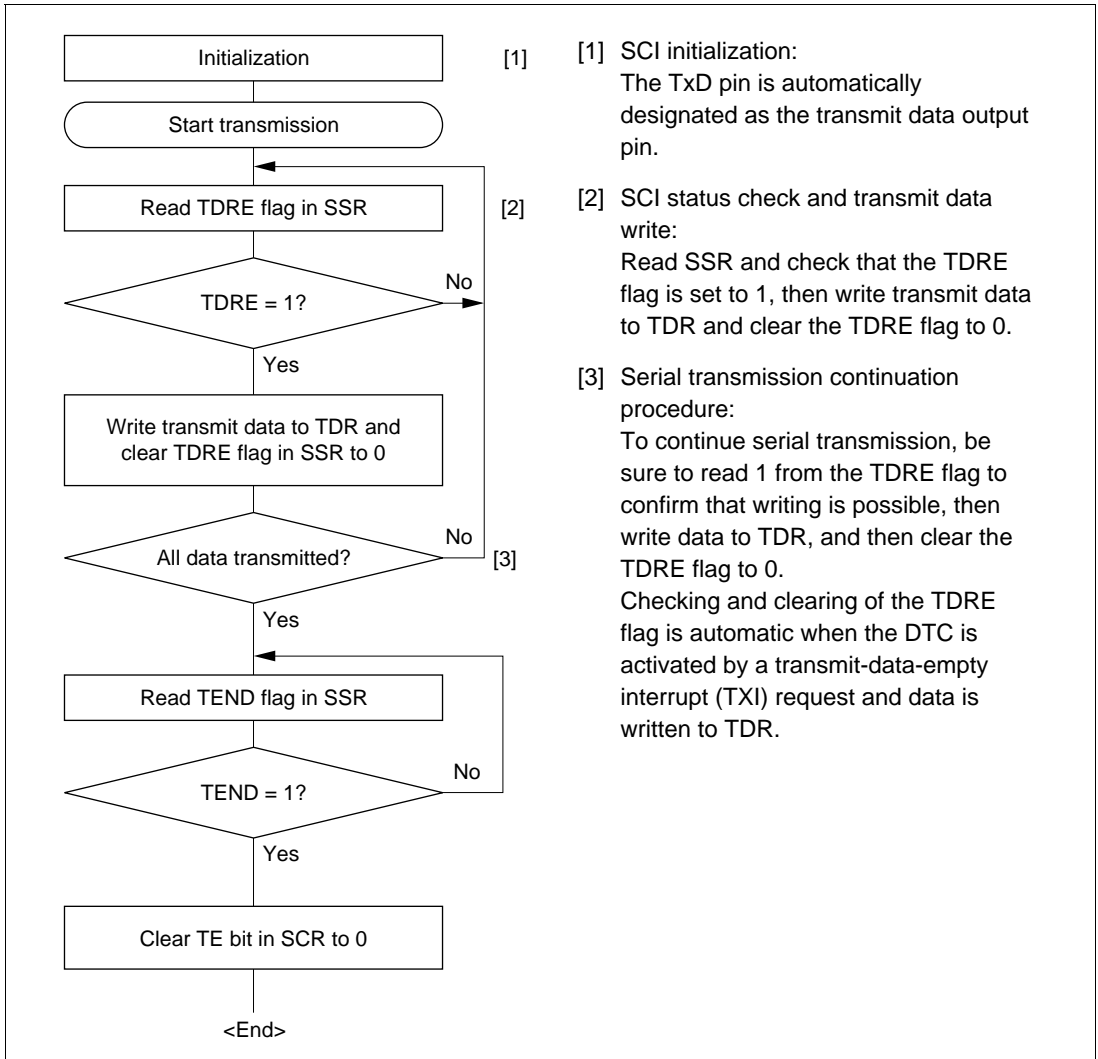 Initialization
[1]
Start transmission
Read TDRE flag in SSR
[2]
No
TDRE = 1?
Yes
Write transmit data to TDR and
clear TDRE flag in SSR to 0
No
All data transmitted?
[3]
Yes
Read TEND flag in SSR
No
TEND = 1?
Yes
Clear TE bit in SCR to 0
<End>
[1] SCI initialization:
The TxD pin is automatically
designated as the transmit data output
pin.
[2] SCI status check and transmit data
write:
Read SSR and check that the TDRE
flag is set to 1, then write transmit data
to TDR and clear the TDRE flag to 0.
[3] Serial transmission continuation
procedure:
To continue serial transmission, be
sure to read 1 from the TDRE flag to
confirm that writing is possible, then
write data to TDR, and then clear the
TDRE flag to 0.
Checking and clearing of the TDRE
flag is automatic when the DTC is
activated by a transmit-data-empty
interrupt (TXI) request and data is
written to TDR.